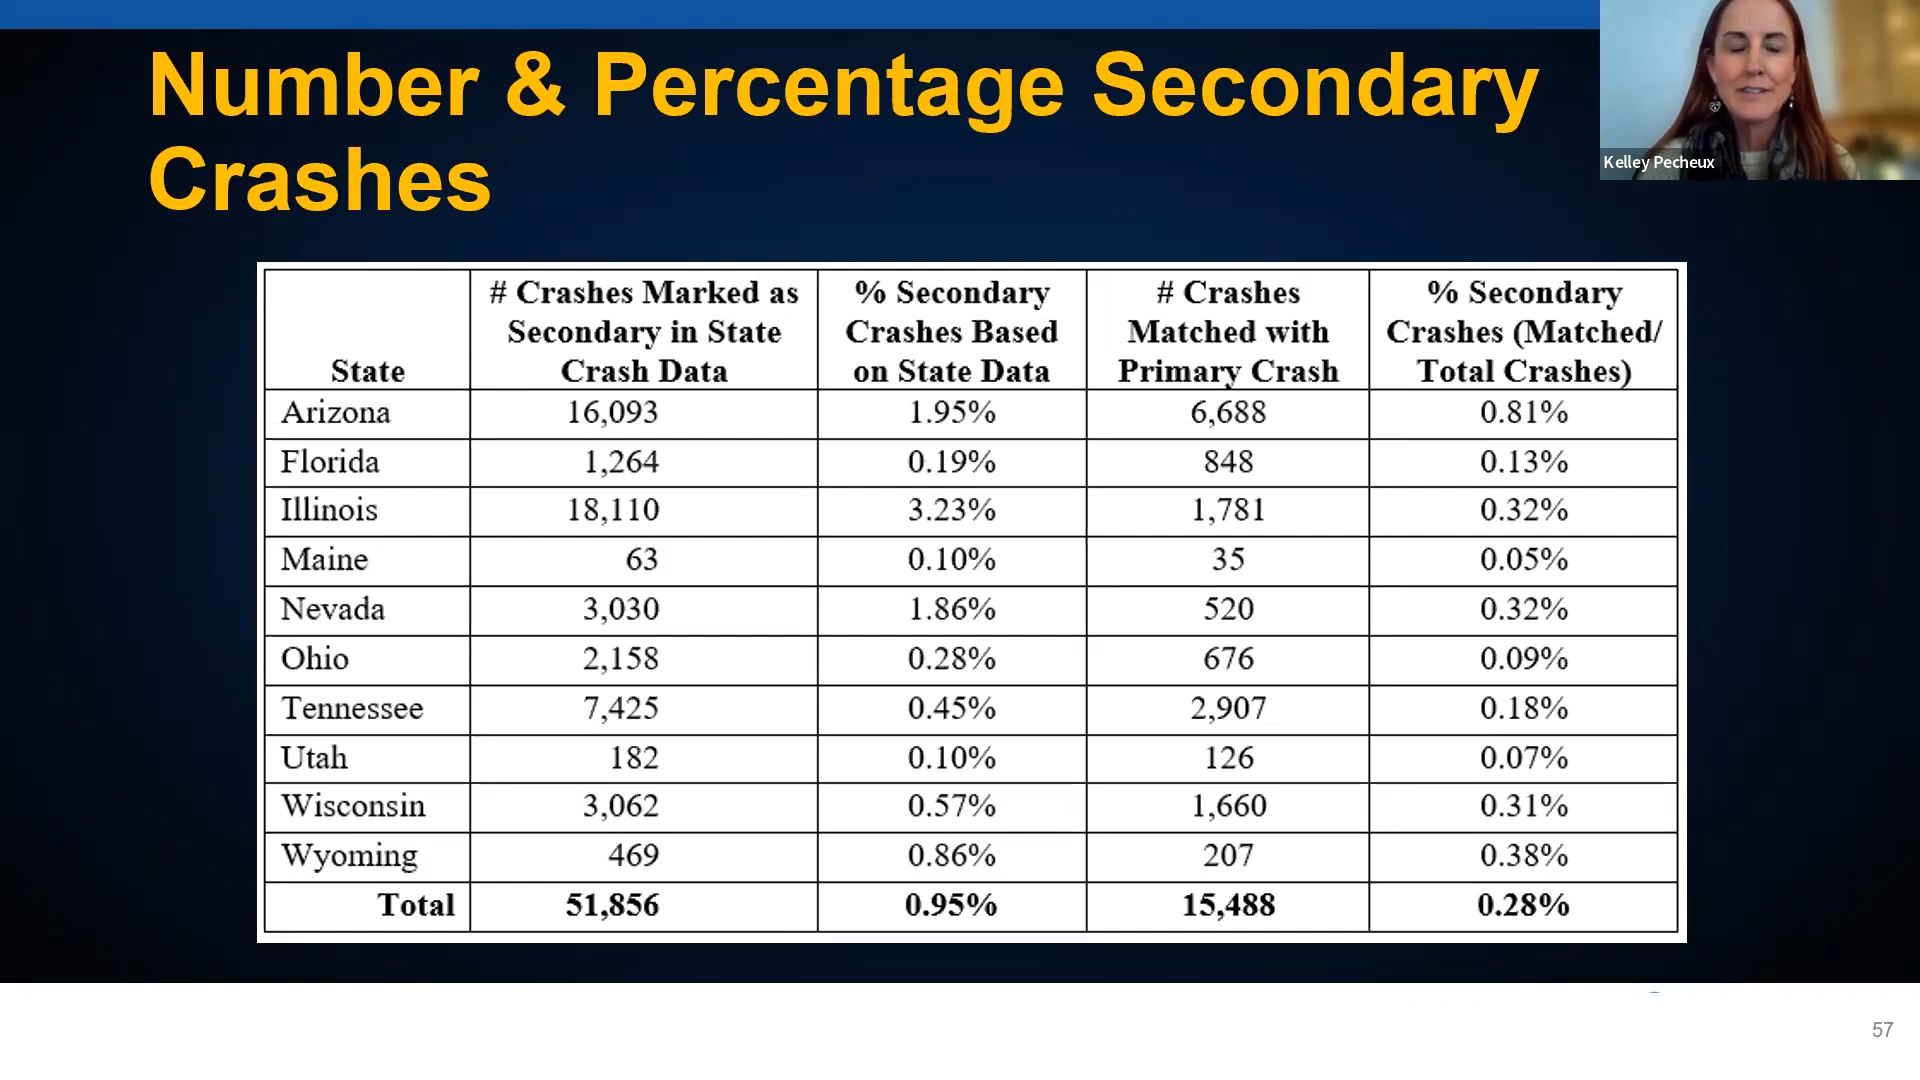 Number & Percentage Secondary
Crashes
Kelley Pecheux
State
# Crashes Marked as
Secondary in State
Crash Data
% Secondary
Crashes Based
on State Data
# Crashes
Matched with
Primary Crash
% Secondary
Crashes (Matched/
Total Crashes)
Arizona 16,093 1.95% 6,688 0.81%
Florida 1,264 0.19% 848 0.13%
Illinois 18,110 3.23% 1,781 0.32%
Maine 63 0.10% 35 0.05%
Nevada 3,030 1.86% 520 0.32%
Ohio 2,158 0.28% 676 0.09%
Tennessee 7,425 0.45% 2,907 0.18%
Utah 182 0.10% 126 0.07%
Wisconsin 3,062 0.57% 1,660 0.31%
Wyoming 469 0.86% 207 0.38%
Total 51,856 0.95% 15,488 0.28%
57